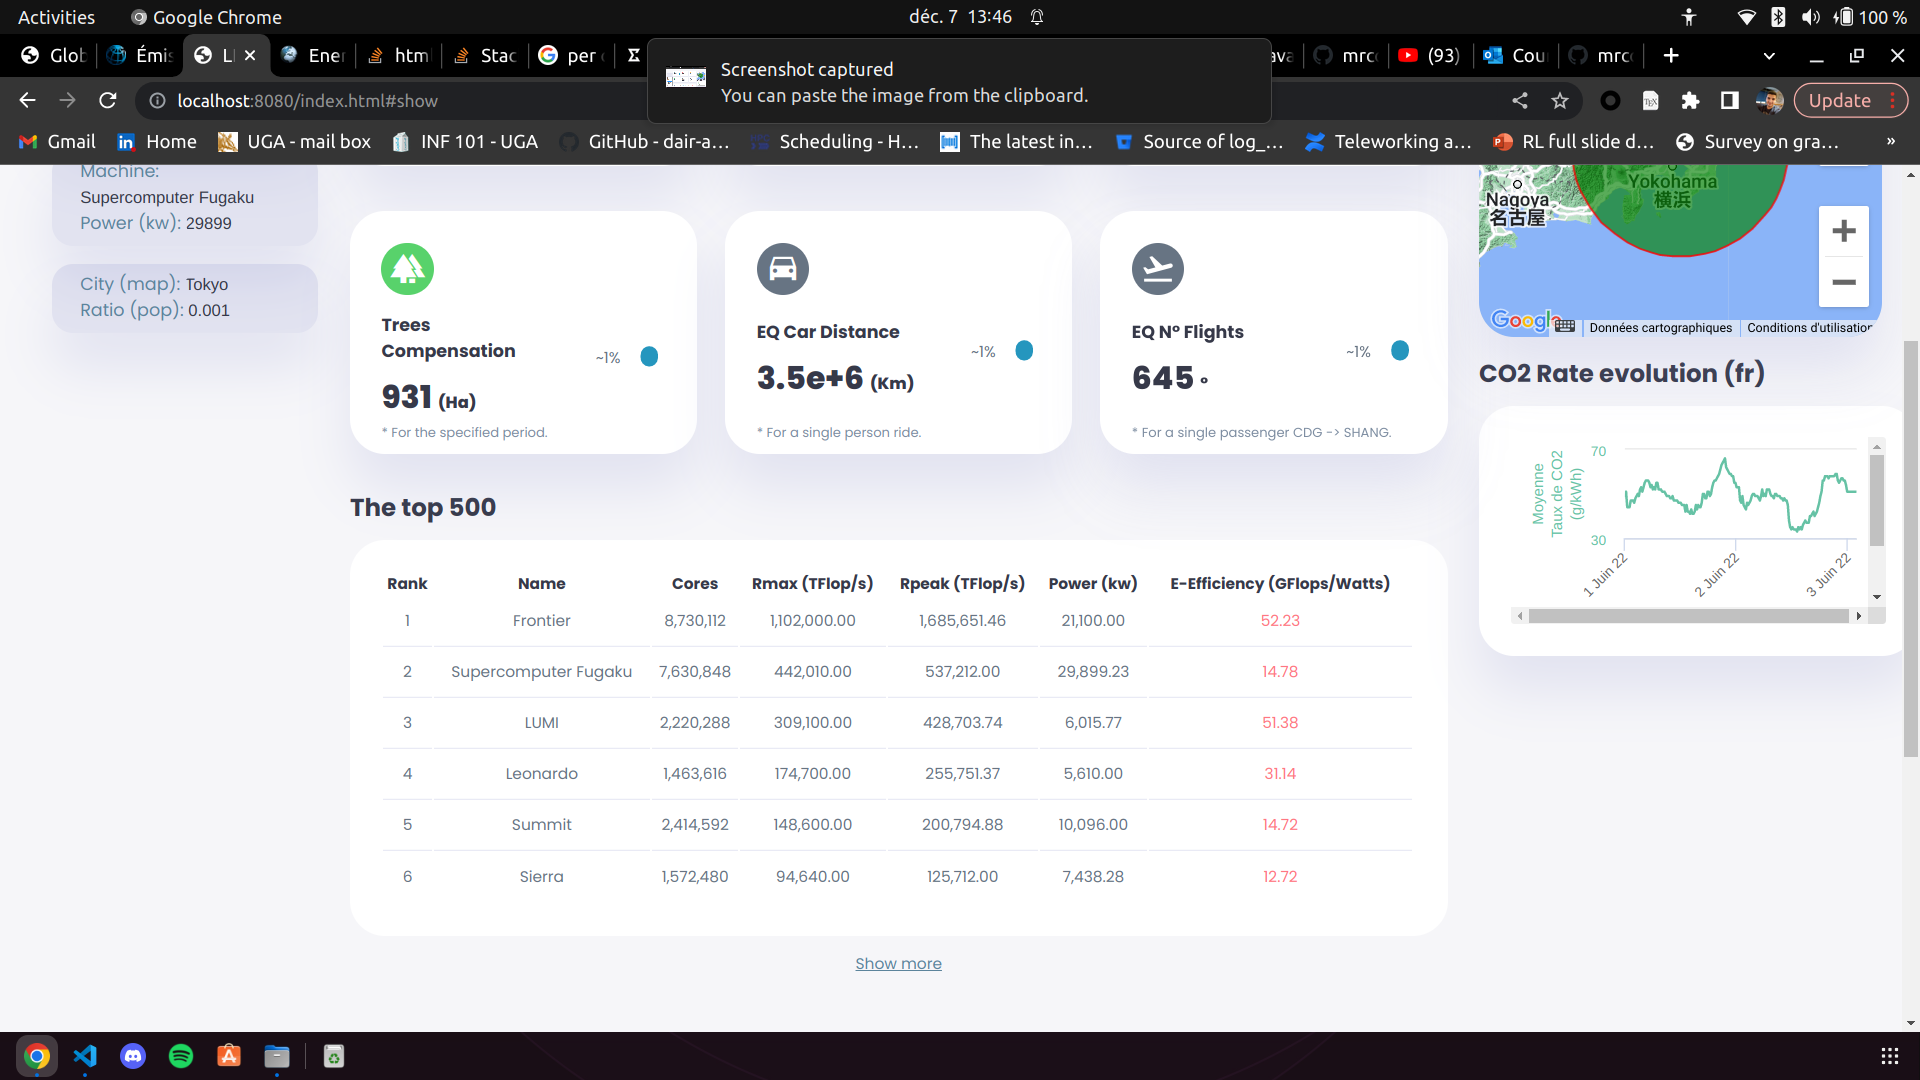 Activities
Google Chrome
déc. 7 13:46
100 %
Glob
Émis
Ener
html
Stac
per
ava
mrc
(93)
Cou
mrc
Screenshot captured
You can paste the image from the clipboard.
localhost:8080/index.html#show
Update
Gmail
Home
UGA - mail box
INF 101 - UGA
GitHub - dair-a…
Scheduling - H…
The latest in…
Source of log_…
Teleworking a…
RL full slide d…
Survey on gra…
»
Machine:
Supercomputer Fugaku
Power (kw): 29899
City (map): Tokyo
Ratio (pop): 0.001
Trees
Compensation
~1%
931 (Ha)
* For the specified period.
EQ Car Distance
~1%
3.5e+6 (Km)
* For a single person ride.
EQ N° Flights
~1%
645 °
* For a single passenger CDG -> SHANG.
Nagoya
名古屋
Yokohama
横浜
Google
Données cartographiques
Conditions d'utilisation
CO2 Rate evolution (fr)
Moyenne
Taux de CO2
(g/kWh)
70
30
1 Juin 22
2 Juin 22
3 Juin 22
The top 500
Rank Name Cores Rmax (TFlop/s) Rpeak (TFlop/s) Power (kw) E-Efficiency (GFlops/Watts)
1 Frontier 8,730,112 1,102,000.00 1,685,651.46 21,100.00 52.23
2 Supercomputer Fugaku 7,630,848 442,010.00 537,212.00 29,899.23 14.78
3 LUMI 2,220,288 309,100.00 428,703.74 6,015.77 51.38
4 Leonardo 1,463,616 174,700.00 255,751.37 5,610.00 31.14
5 Summit 2,414,592 148,600.00 200,794.88 10,096.00 14.72
6 Sierra 1,572,480 94,640.00 125,712.00 7,438.28 12.72
Show more